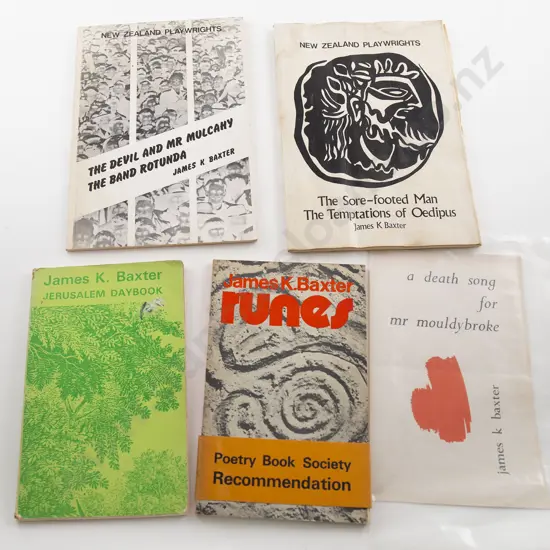 NEW ZEALAND PLAYWRIGHTS
THE DEVIL AND MR MULCAHY
THE BAND ROTUNDA
JAMES K BAXTER
NEW ZEALAND PLAYWRIGHTS
The Sore-footed Man
The Temptations of Oedipus
James K Baxter
James K. Baxter
JERUSALEM DAYBOOK
James K. Baxter
runes
Poetry Book Society
Recommendation
a death song
for
mr mouldybroke
james k baxter